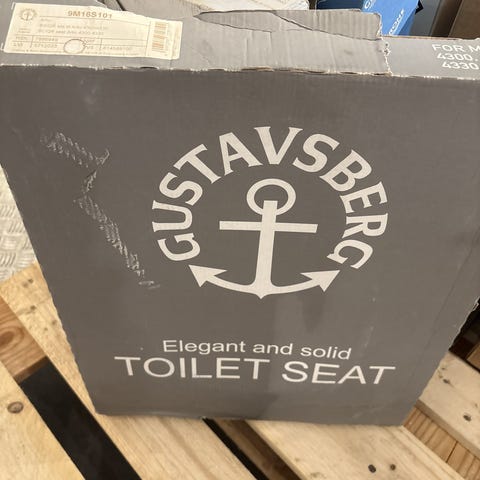 9M16S101
FOR M
4300,
4330
GUSTAVSBERG
Elegant and solid
TOILET SEAT